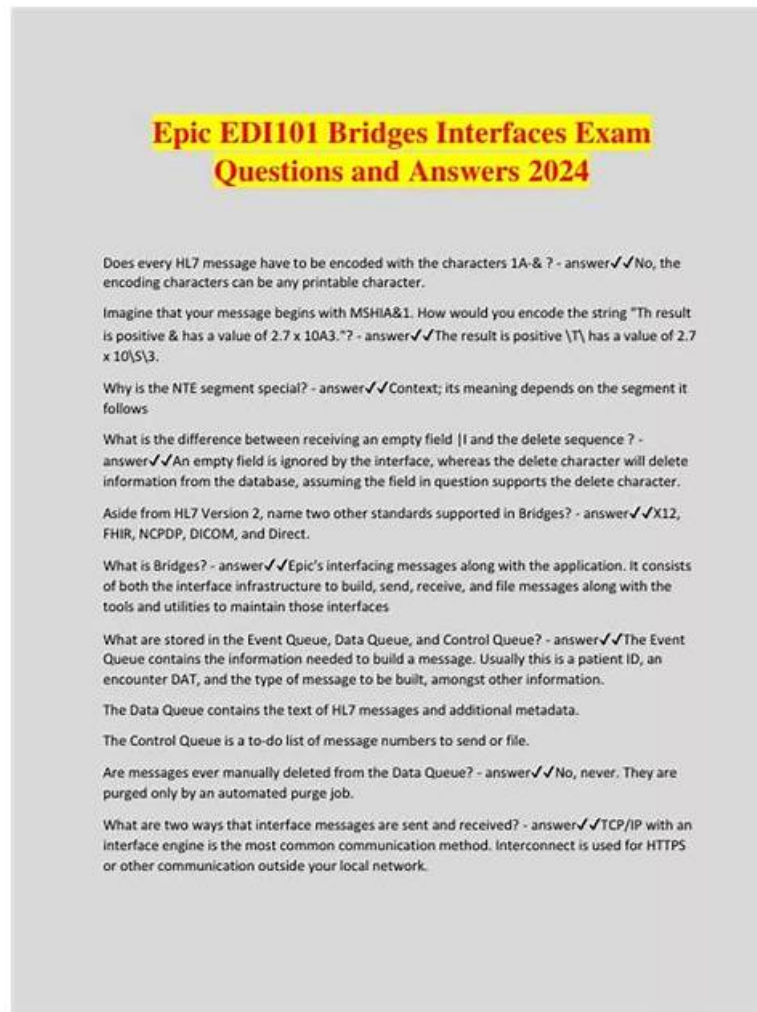 Epic EDI101 Bridges Interfaces Exam
Questions and Answers 2024
Does every HL7 message have to be encoded with the characters 1A-& ? - answer✓✓No, the
encoding characters can be any printable character.
Imagine that your message begins with MSHIA&1. How would you encode the string "Th result
is positive & has a value of 2.7 x 10A3."? - answer✓✓The result is positive \T\ has a value of 2.7
x 10\S\3.
Why is the NTE segment special? - answer✓✓Context; its meaning depends on the segment it
follows
What is the difference between receiving an empty field |I and the delete sequence ? -
answer✓✓An empty field is ignored by the interface, whereas the delete character will delete
information from the database, assuming the field in question supports the delete character.
Aside from HL7 Version 2, name two other standards supported in Bridges? - answer✓✓X12,
FHIR, NCPDP, DICOM, and Direct.
What is Bridges? - answer✓✓Epic's interfacing messages along with the application. It consists
of both the interface infrastructure to build, send, receive, and file messages along with the
tools and utilities to maintain those interfaces
What are stored in the Event Queue, Data Queue, and Control Queue? - answer✓✓The Event
Queue contains the information needed to build a message. Usually this is a patient ID, an
encounter DAT, and the type of message to be built, amongst other information.
The Data Queue contains the text of HL7 messages and additional metadata.
The Control Queue is a to-do list of message numbers to send or file.
Are messages ever manually deleted from the Data Queue? - answer✓✓No, never. They are
purged only by an automated purge job.
What are two ways that interface messages are sent and received? - answer✓✓TCP/IP with an
interface engine is the most common communication method. Interconnect is used for HTTPS
or other communication outside your local network.